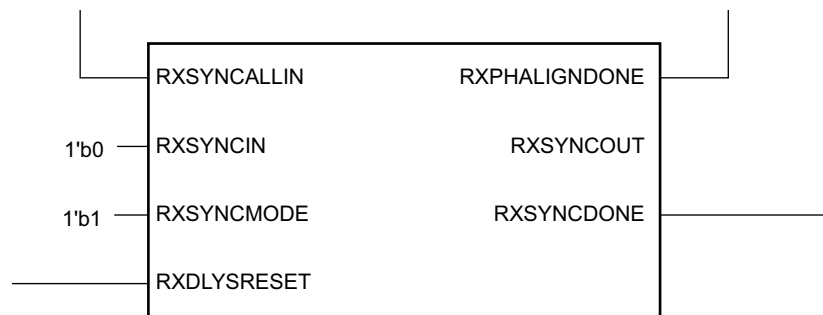 RXSYNCALLIN RXPHALIGNDONE
1'b0 RXSYNCIN RXSYNCOUT
1'b1 RXSYNCMODE RXSYNCDONE
RXDLYSRESET